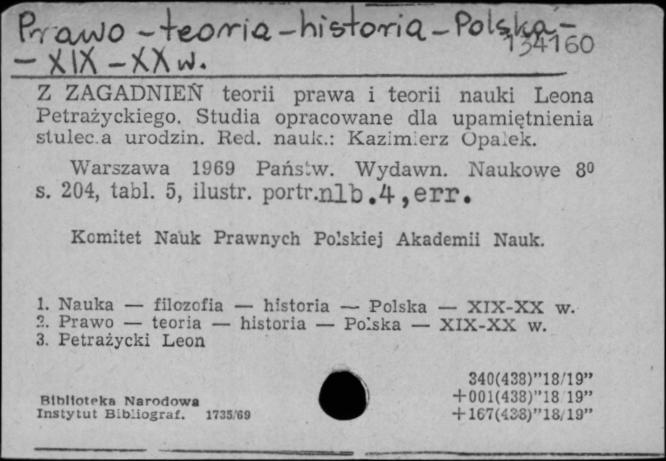 Prawo - teoria - historia - Polska -
134160
- XIX - XX w.
Z ZAGADNIEŃ teorii prawa i teorii nauki Leona
Petrażyckiego. Studia opracowane dla upamiętnienia
stulec.a urodzin. Red. nauk.: Kazimierz Opałek.
Warszawa 1969 Państw. Wydawn. Naukowe 8⁰
s. 204, tabl. 5, ilustr. portr.nlb.4,err.
Komitet Nauk Prawnych Polskiej Akademii Nauk.
1. Nauka — filozofia — historia — Polska — XIX-XX w.
2. Prawo — teoria — historia — Polska — XIX-XX w.
3. Petrażycki Leon
340(438)"18/19"
Biblioteka Narodowa
+001(438)"18/19"
Instytut Bibliograf. 1735/69
+167(438)"18/19"